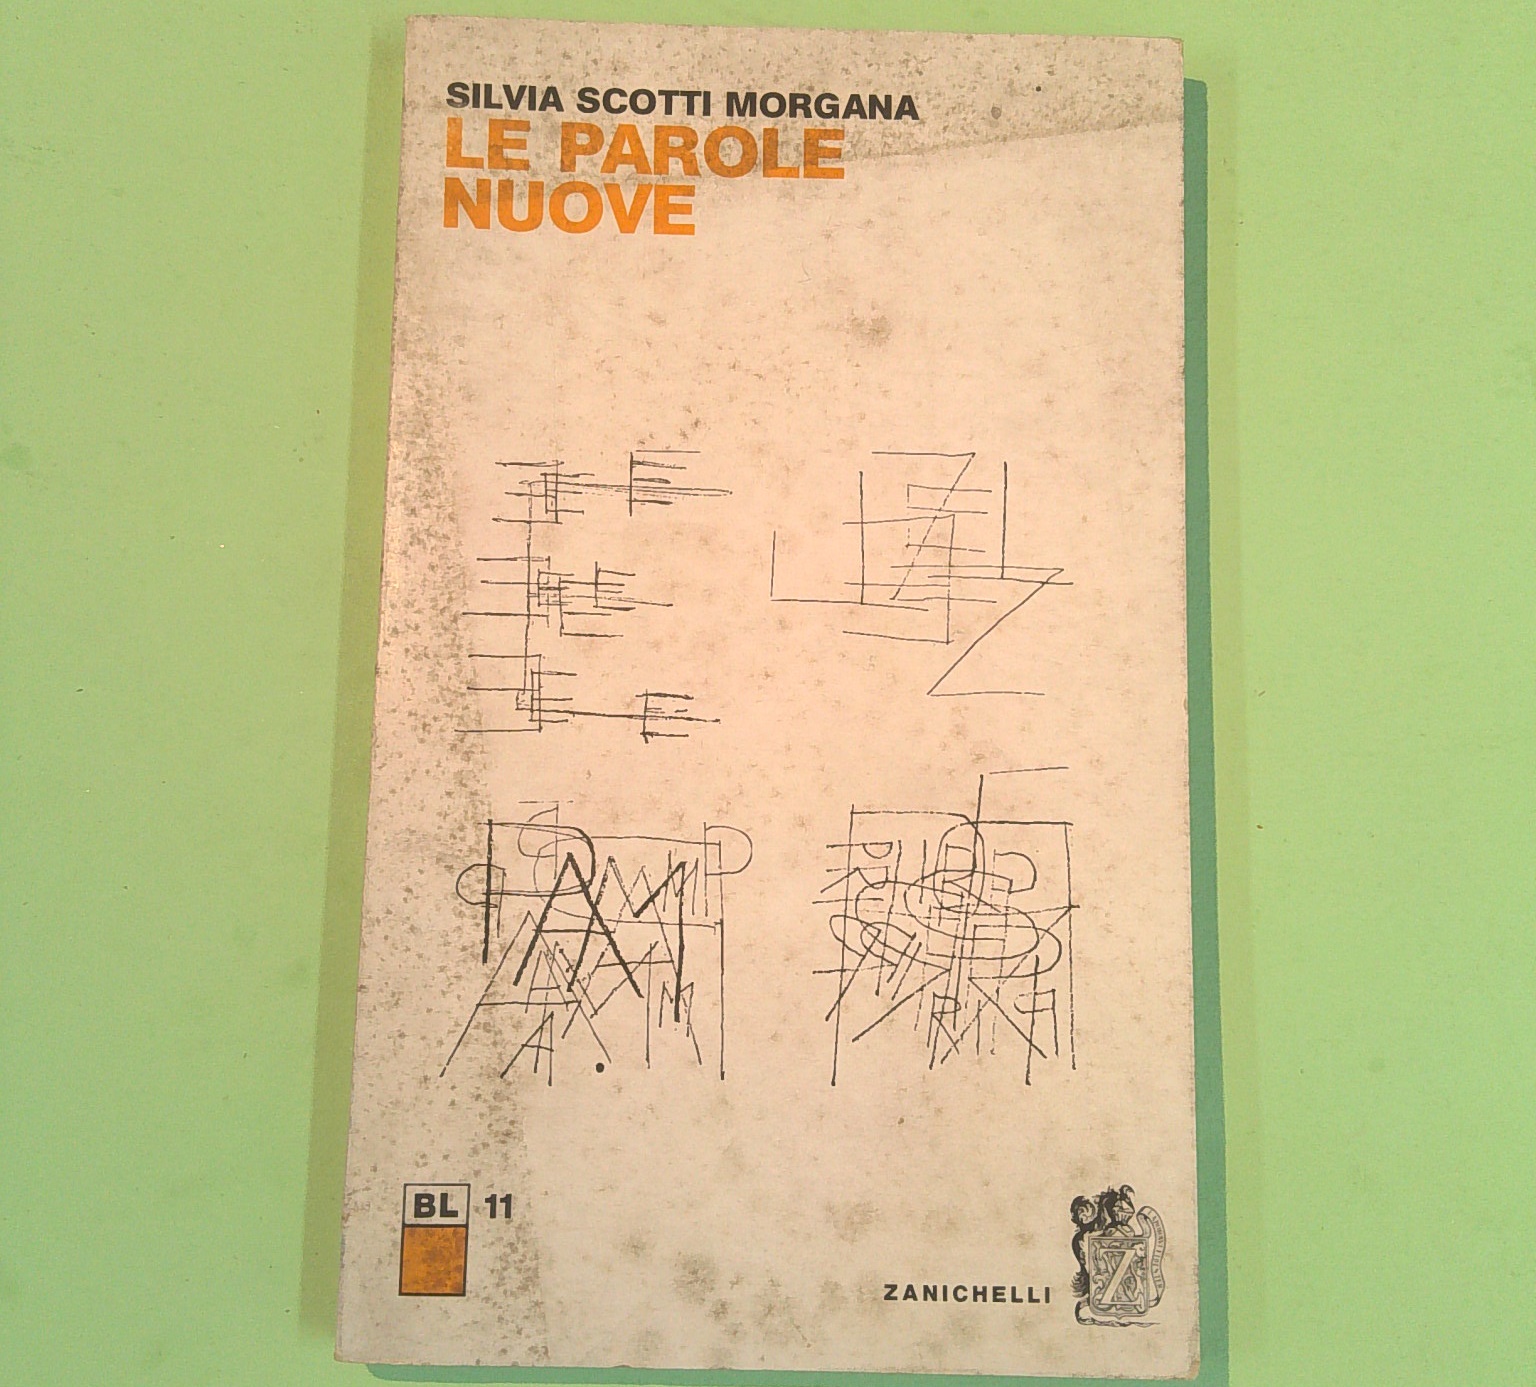 SILVIA SCOTTI MORGANA
LE PAROLE
NUOVE
BL 11
ZANICHELLI
Z